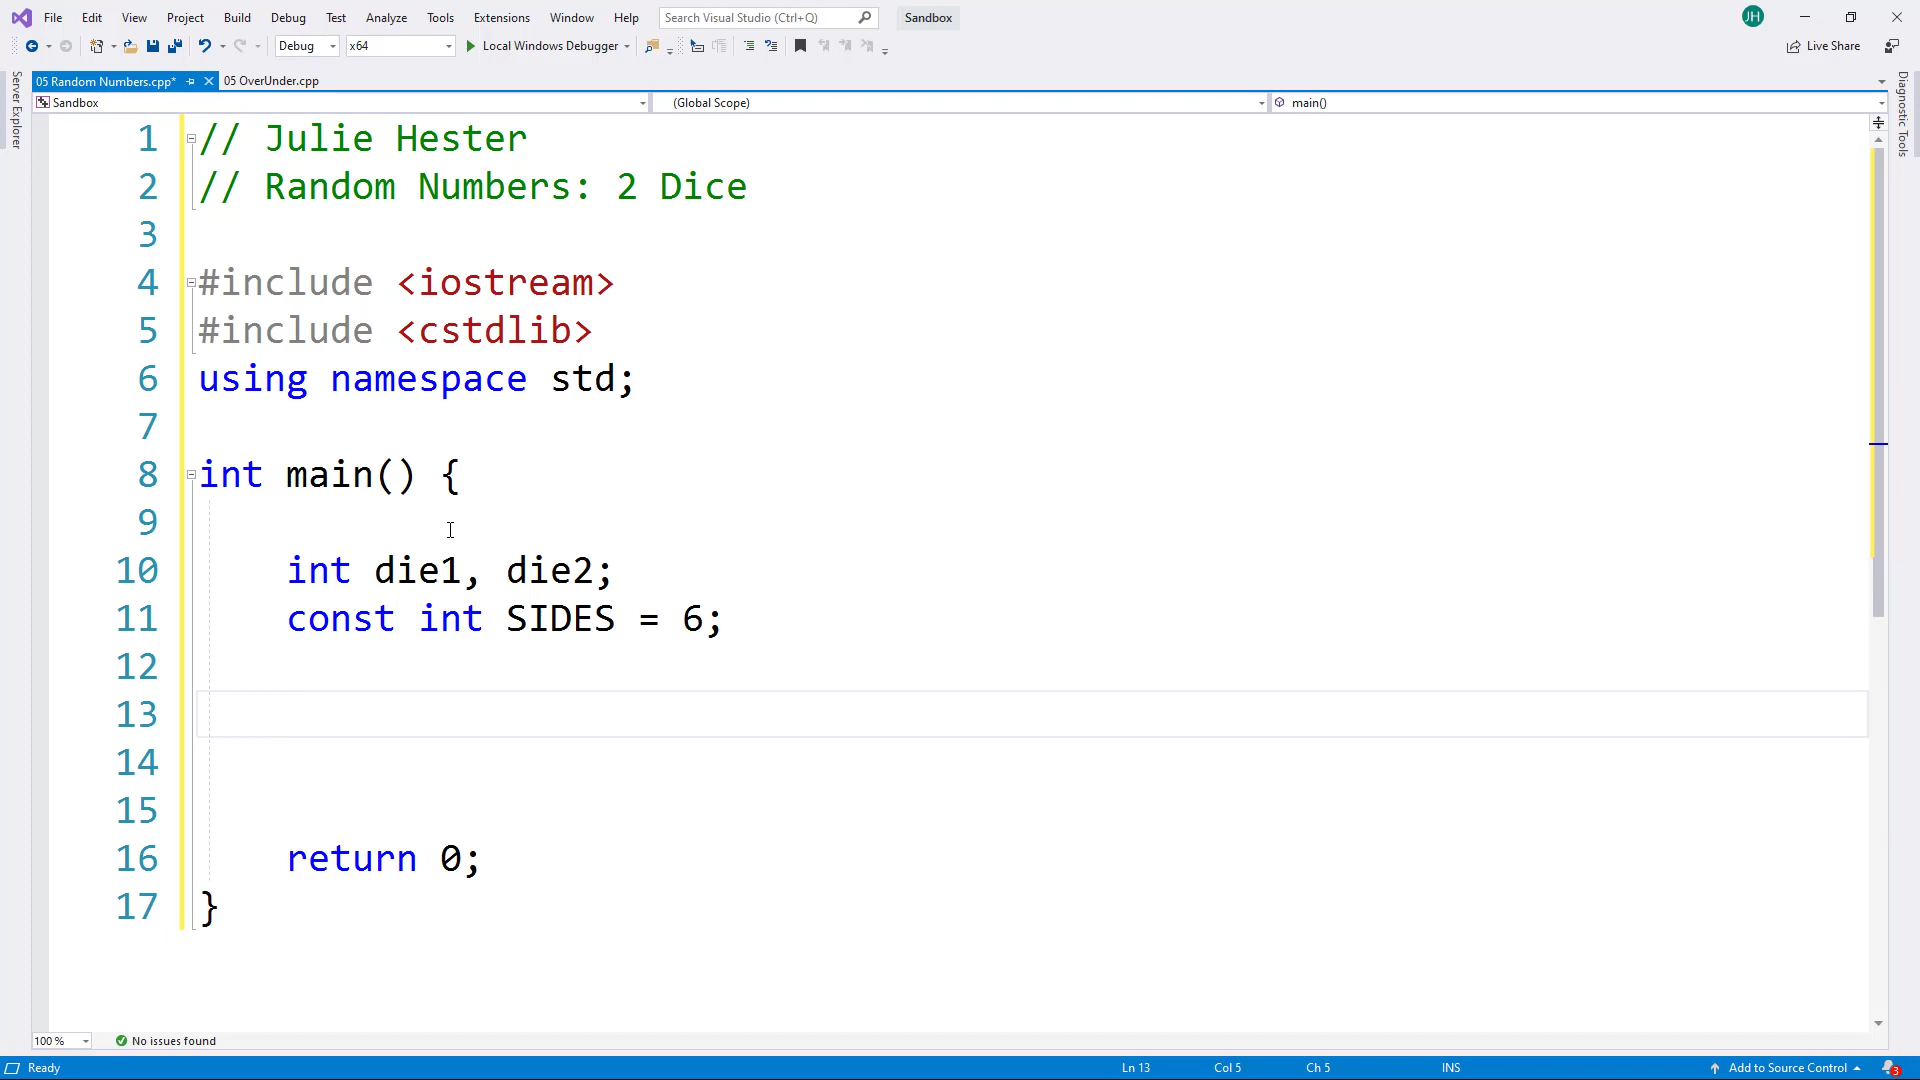 File Edit View Project Build Debug Test Analyze Tools Extensions Window Help Search Visual Studio (Ctrl+Q) Sandbox JH
Debug x64 Local Windows Debugger Live Share
Server Explorer
05 Random Numbers.cpp* 05 OverUnder.cpp
Diagnostic Tools
Sandbox (Global Scope) main()
1 // Julie Hester
2 // Random Numbers: 2 Dice
3
4 #include <iostream>
5 #include <cstdlib>
6 using namespace std;
7
8 int main() {
9
10 int die1, die2;
11 const int SIDES = 6;
12
13
14
15
16 return 0;
17 }
100 % No issues found
Ready Ln 13 Col 5 Ch 5 INS Add to Source Control 3